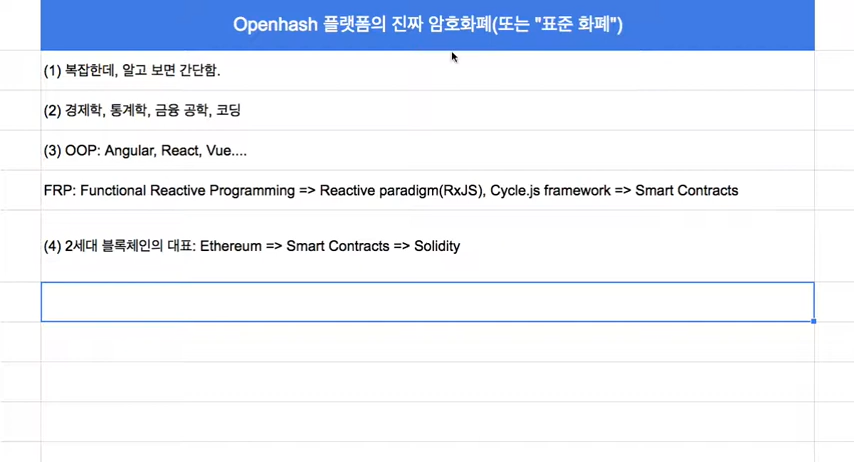 Openhash 플랫폼의 진짜 암호화폐(또는 "표준 화폐")
(1) 복잡한데, 알고 보면 간단함.
(2) 경제학, 통계학, 금융 공학, 코딩
(3) OOP: Angular, React, Vue....
FRP: Functional Reactive Programming => Reactive paradigm(RxJS), Cycle.js framework => Smart Contracts
(4) 2세대 블록체인의 대표: Ethereum => Smart Contracts => Solidity